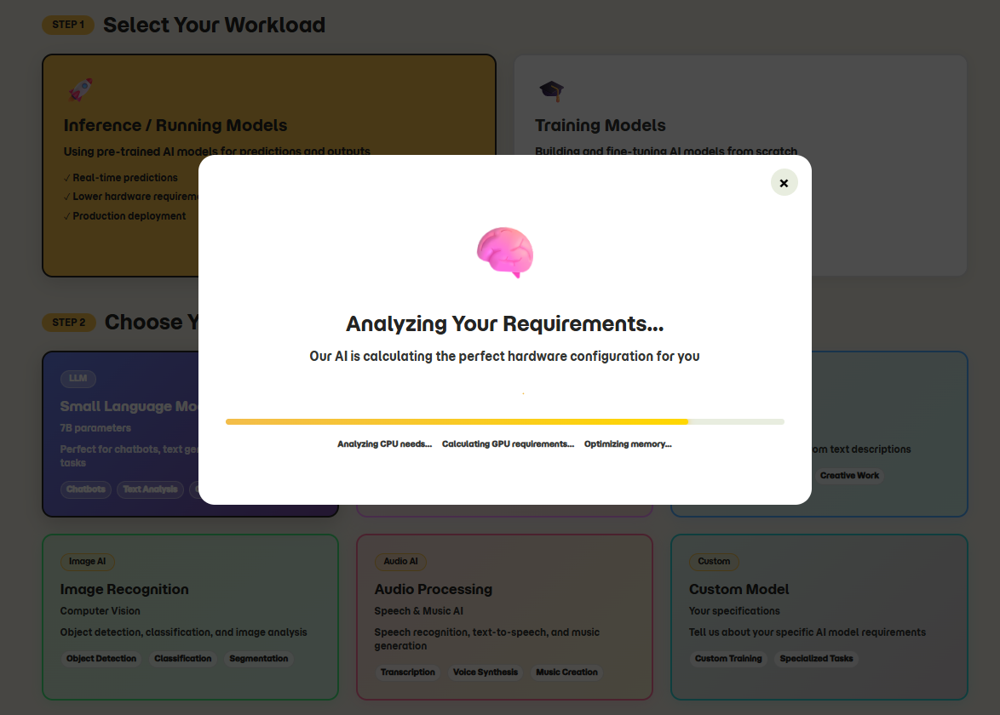 STEP 1 Select Your Workload
Inference / Running Models
Using pre-trained AI models for predictions and outputs
✓ Real-time predictions
✓ Lower hardware
✓ Production deployment
Training Models
Building and fine-tuning AI models from scratch
×
Analyzing Your Requirements...
Our AI is calculating the perfect hardware configuration for you
Analyzing CPU needs... Calculating GPU requirements... Optimizing memory...
STEP 2 Choose
LLM
Small Language
7B parameters
Perfect for chatbots, text
tasks
Chatbots Text Analysis
text descriptions
Creative Work
Image AI
Image Recognition
Computer Vision
Object detection, classification, and image analysis
Object Detection Classification Segmentation
Audio AI
Audio Processing
Speech & Music AI
Speech recognition, text-to-speech, and music
generation
Transcription Voice Synthesis Music Creation
Custom
Custom Model
Your specifications
Tell us about your specific AI model requirements
Custom Training Specialized Tasks